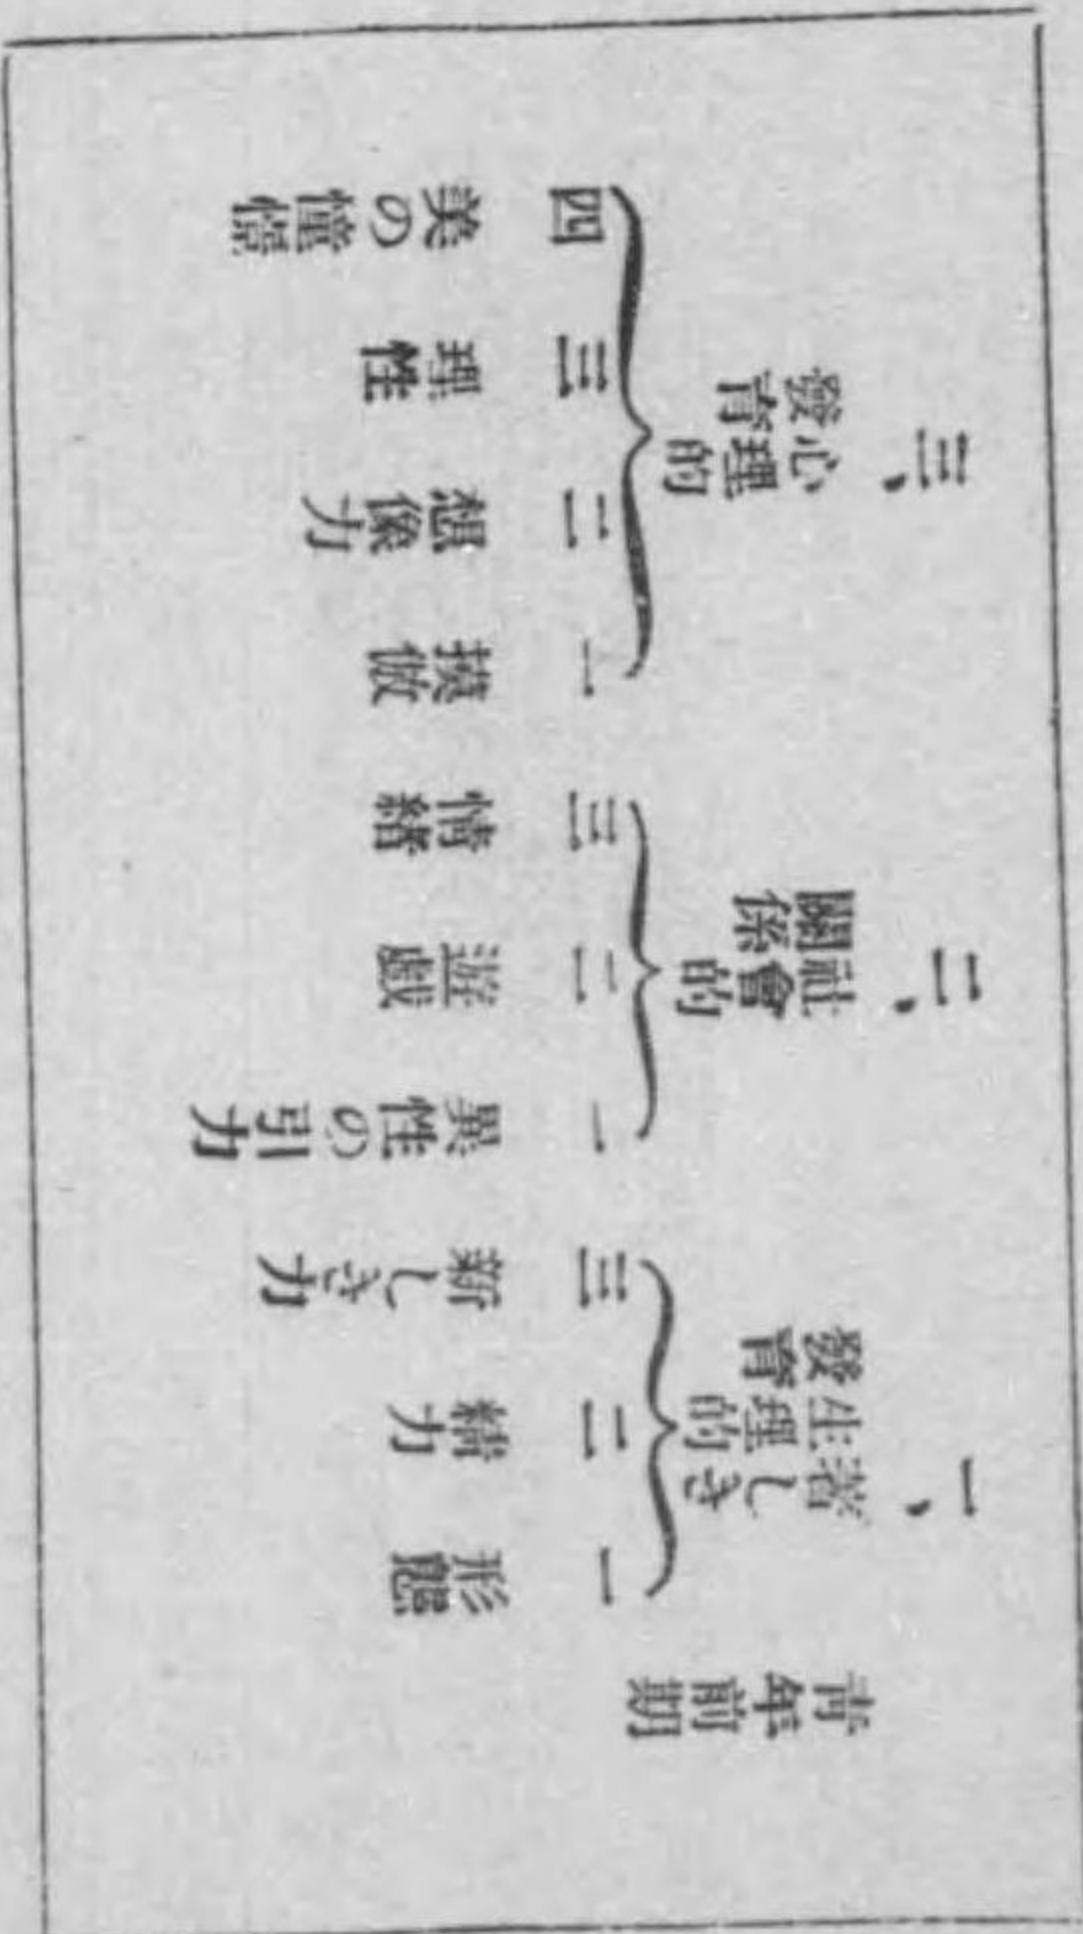 青年前期
一、著しき生理的發育
一 形態
二 精力
三 新しき力
二、社會的關係
一 異性の引力
二 遊戲
三 情緖
三、心理的發育
一 摸倣
二 想像力
三 理性
四 美の憧憬